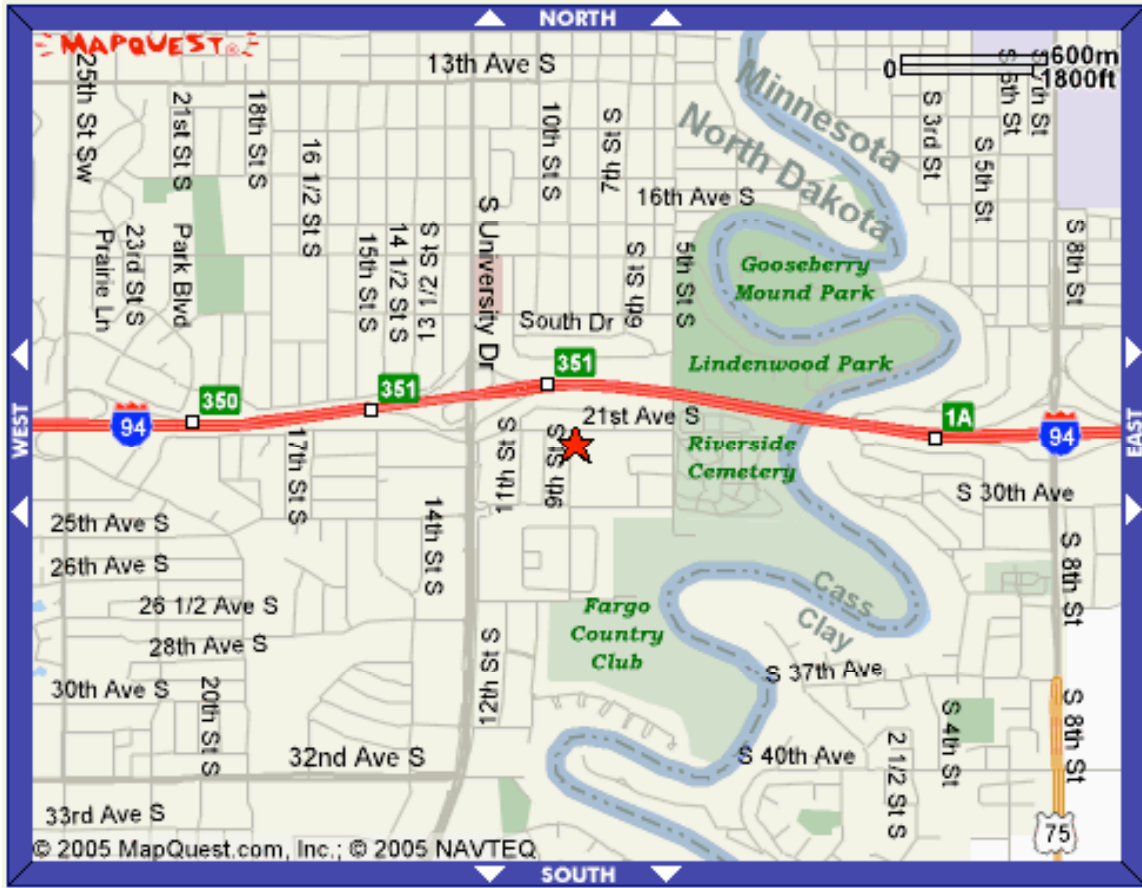 NORTH
MAPQUEST®
600m
0
1800ft
13th Ave S
25th St Sw
21st St S
18th St S
16 1/2 St S
10th St S
7th St S
Minnesota
North Dakota
S 3rd St
S 5th St
S 6th St
S 7th St
16th Ave S
S University Dr
Prairie Ln
23rd St S
Park Blvd
15th St S
14 1/2 St S
13 1/2 St S
6th St S
5th St S
S 8th St
Gooseberry
Mound Park
South Dr
Lindenwood Park
351
351
350
1A
WEST
94
94
EAST
21st Ave S
17th St S
11th St S
9th St S
Riverside
Cemetery
S 30th Ave
25th Ave S
14th St S
26th Ave S
S 8th St
26 1/2 Ave S
Cass
Clay
Fargo
Country
Club
28th Ave S
12th St S
S 37th Ave
30th Ave S
20th St S
S 4th St
S 8th St
32nd Ave S
S 40th Ave
2 1/2 St S
33rd Ave S
75
© 2005 MapQuest.com, Inc.; © 2005 NAVTEQ
SOUTH